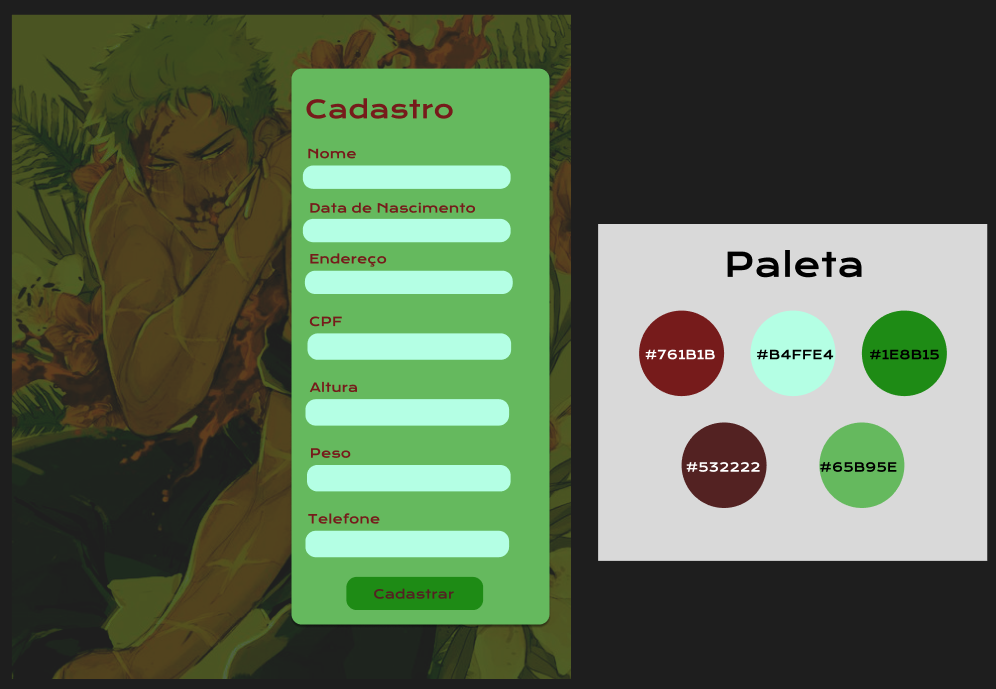 Cadastro
Nome
Data de Nascimento
Endereço
CPF
Altura
Peso
Telefone
Cadastrar
Paleta
#761B1B
#B4FFE4
#1E8B15
#532222
#65B95E